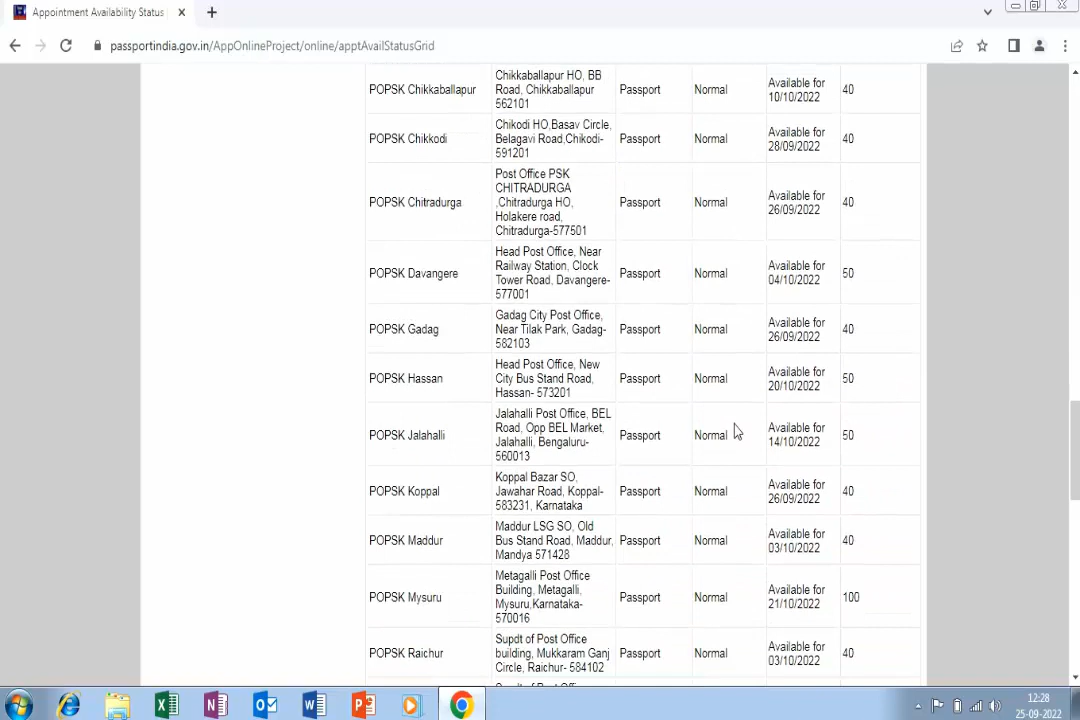 Appointment Availability Status
passportindia.gov.in/AppOnlineProject/online/apptAvailStatusGrid
POPSK Chikkaballapur
Chikkaballapur HO, BB
Road, Chikkaballapur
562101
Passport
Normal
Available for
10/10/2022
40
POPSK Chikkodi
Chikodi HO,Basav Circle,
Belagavi Road,Chikodi-
591201
Passport
Normal
Available for
28/09/2022
40
POPSK Chitradurga
Post Office PSK
CHITRADURGA
,Chitradurga HO,
Holakere road,
Chitradurga-577501
Passport
Normal
Available for
26/09/2022
40
POPSK Davangere
Head Post Office, Near
Railway Station, Clock
Tower Road, Davangere-
577001
Passport
Normal
Available for
04/10/2022
50
POPSK Gadag
Gadag City Post Office,
Near Tilak Park, Gadag-
582103
Passport
Normal
Available for
26/09/2022
40
POPSK Hassan
Head Post Office, New
City Bus Stand Road,
Hassan- 573201
Passport
Normal
Available for
20/10/2022
50
POPSK Jalahalli
Jalahalli Post Office, BEL
Road, Opp BEL Market,
Jalahalli, Bengaluru-
560013
Passport
Normal
Available for
14/10/2022
50
POPSK Koppal
Koppal Bazar SO,
Jawahar Road, Koppal-
583231, Karnataka
Passport
Normal
Available for
26/09/2022
40
POPSK Maddur
Maddur LSG SO, Old
Bus Stand Road, Maddur,
Mandya 571428
Passport
Normal
Available for
03/10/2022
40
POPSK Mysuru
Metagalli Post Office
Building, Metagalli,
Mysuru,Karnataka-
570016
Passport
Normal
Available for
21/10/2022
100
POPSK Raichur
Supdt of Post Office
building, Mukkaram Ganj
Circle, Raichur- 584102
Passport
Normal
Available for
03/10/2022
40
12:28
25-09-2022